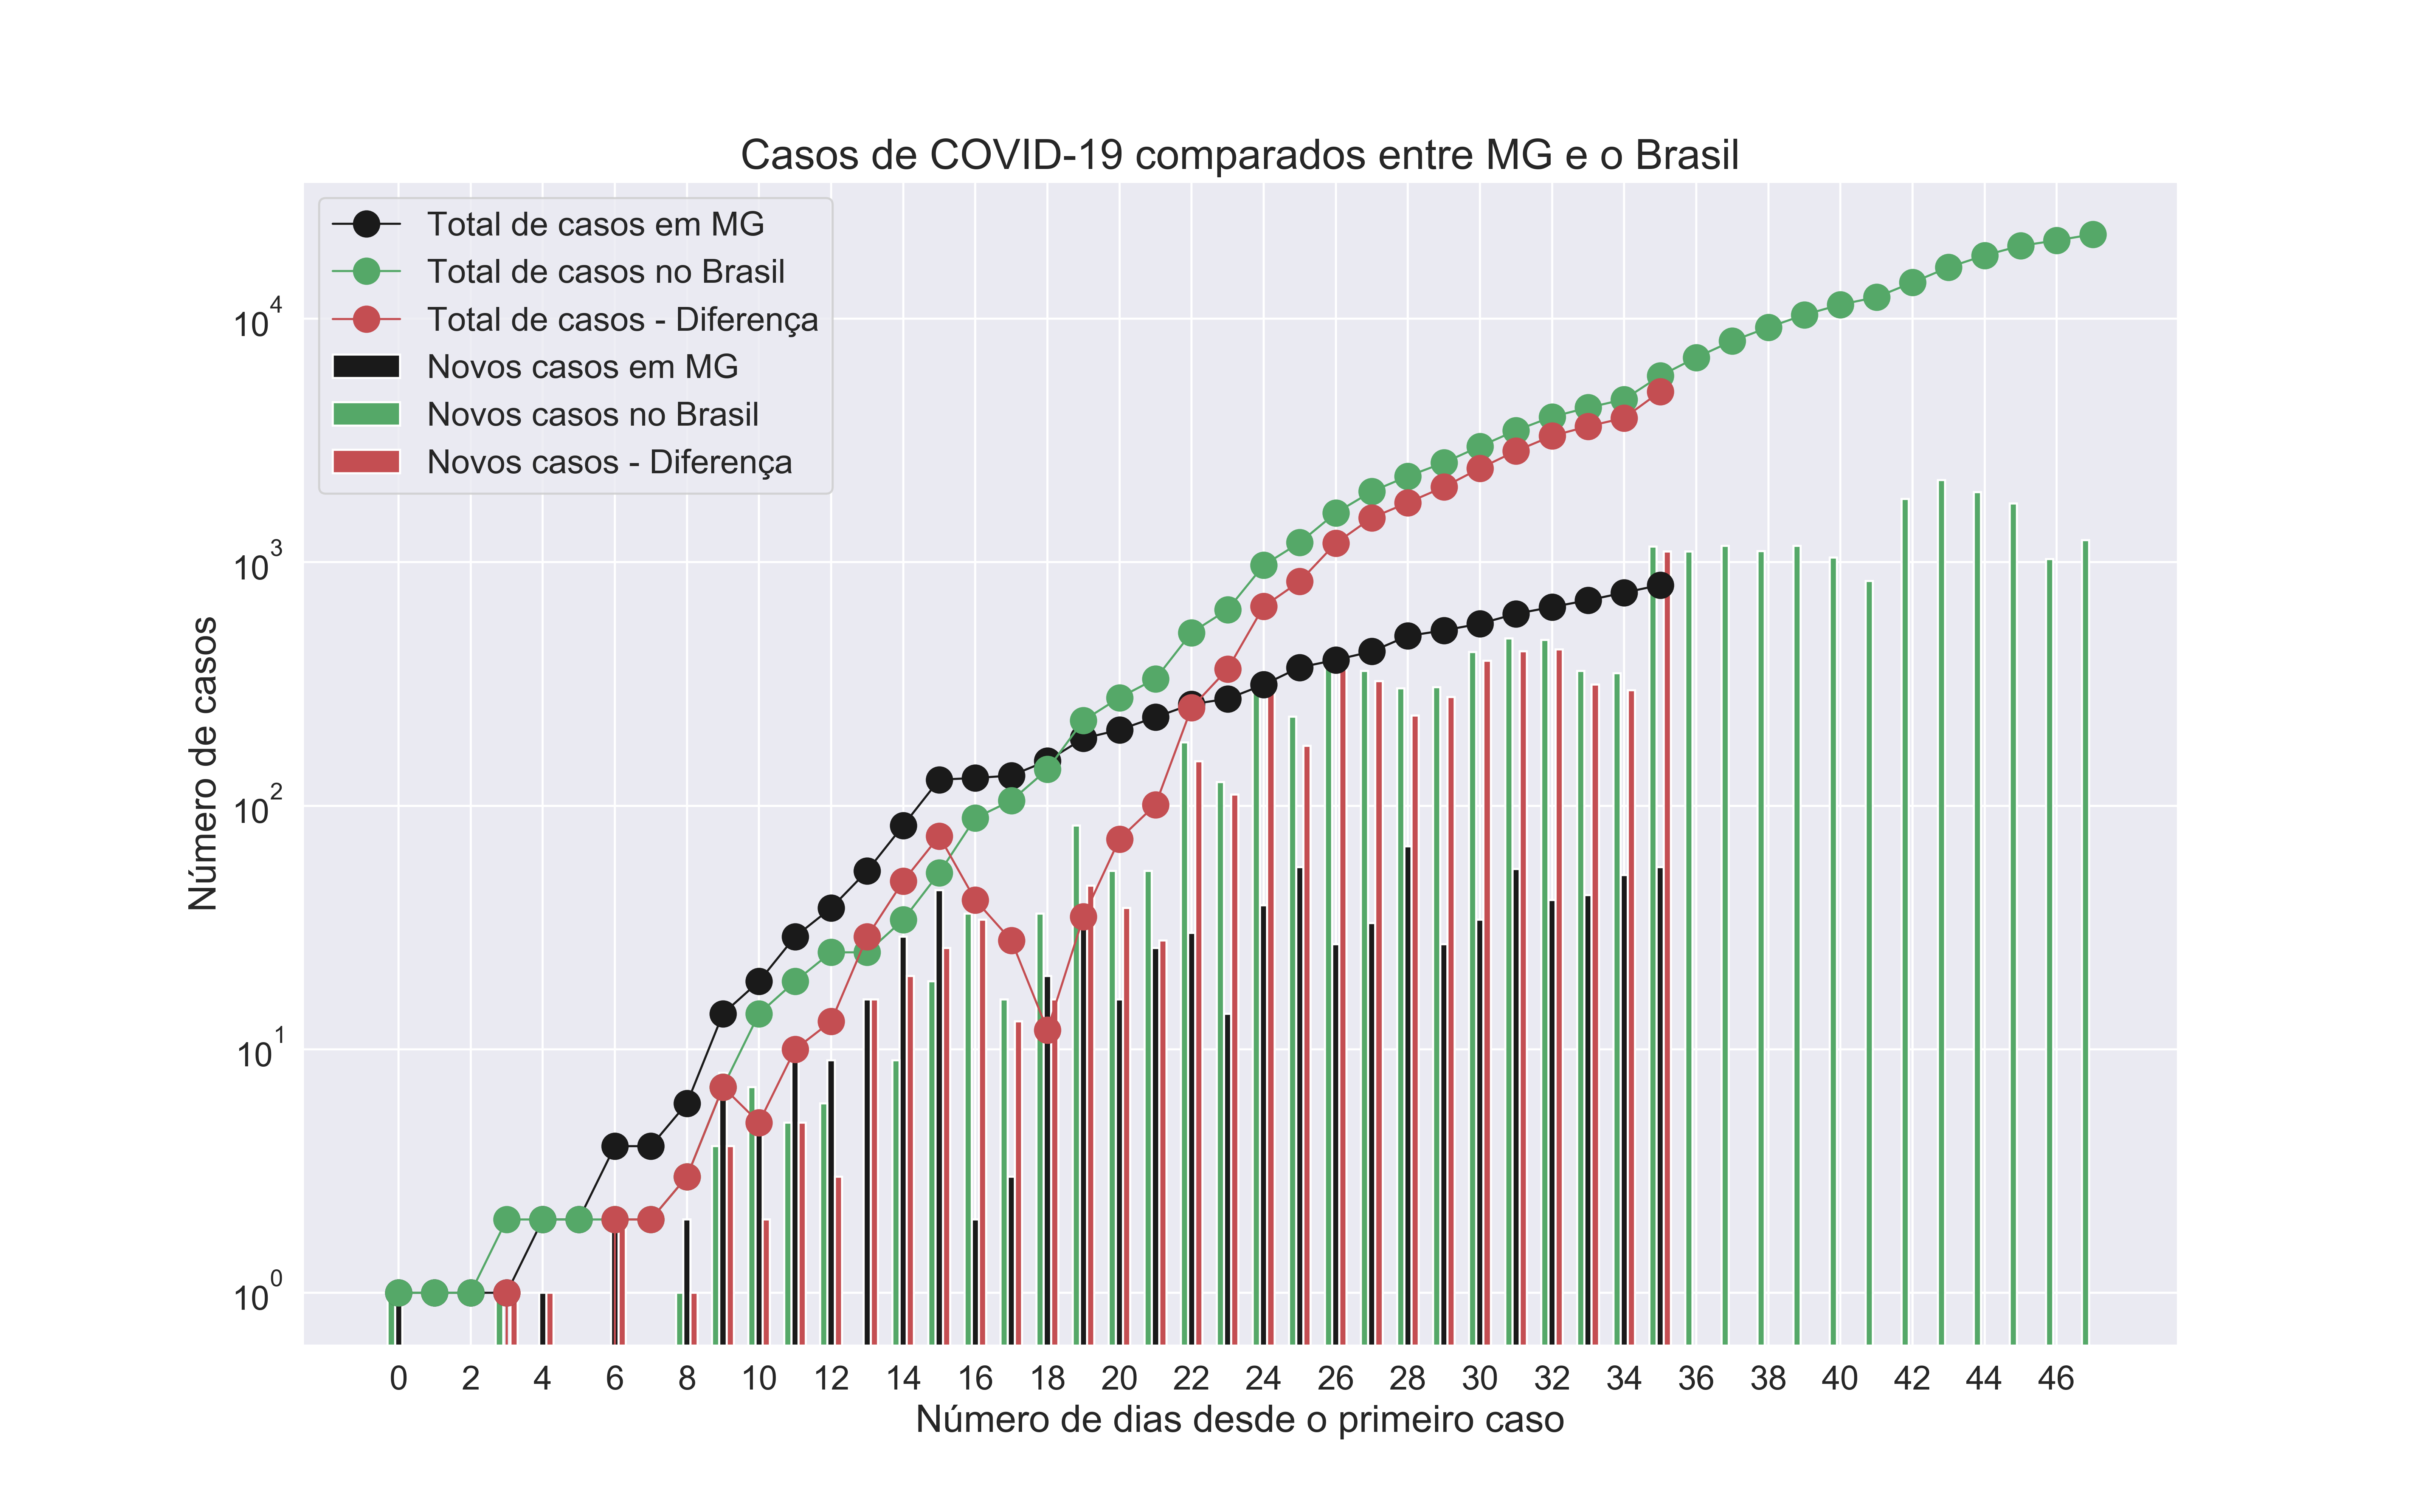 Casos de COVID-19 comparados entre MG e o Brasil
Total de casos em MG
Total de casos no Brasil
Total de casos - Diferença
Novos casos em MG
Novos casos no Brasil
Novos casos - Diferença
Número de casos
10^4
10^3
10^2
10^1
10^0
0 2 4 6 8 10 12 14 16 18 20 22 24 26 28 30 32 34 36 38 40 42 44 46
Número de dias desde o primeiro caso